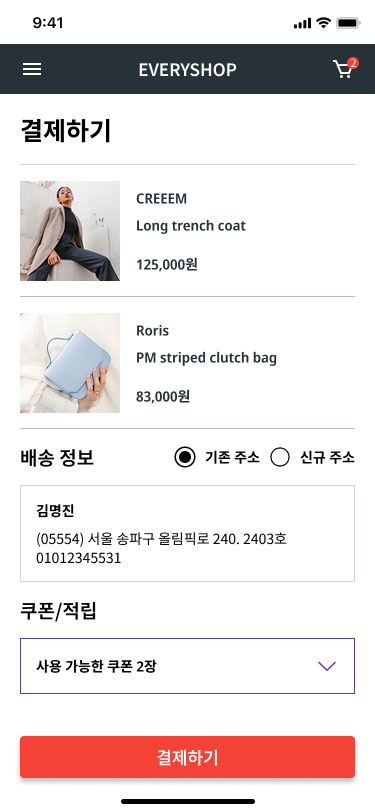 9:41
EVERYSHOP
2
결제하기
CREEEM
Long trench coat
125,000원
Roris
PM striped clutch bag
83,000원
배송 정보 기존 주소 신규 주소
김명진
(05554) 서울 송파구 올림픽로 240. 2403호
01012345531
쿠폰/적립
사용 가능한 쿠폰 2장
결제하기